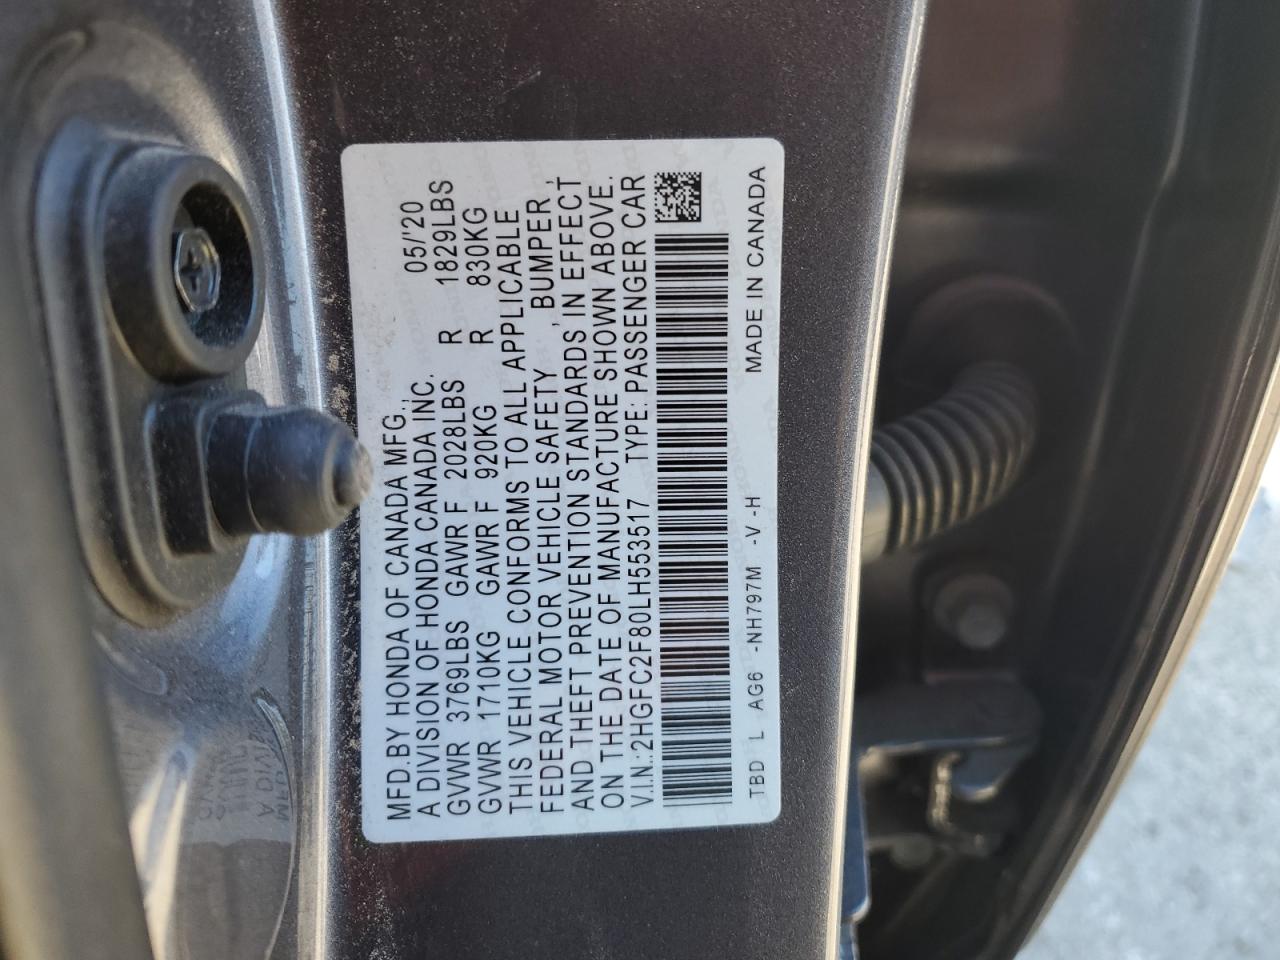 MFD.BY HONDA OF CANADA MFG., 05/'20
A DIVISION OF HONDA CANADA INC.
GVWR 3769LBS GAWR F 2028LBS R 1829LBS
GVWR 1710KG GAWR F 920KG R 830KG
THIS VEHICLE CONFORMS TO ALL APPLICABLE
FEDERAL MOTOR VEHICLE SAFETY, BUMPER,
AND THEFT PREVENTION STANDARDS IN EFFECT
ON THE DATE OF MANUFACTURE SHOWN ABOVE.
V.I.N.:2HGFC2F80LH553517 TYPE: PASSENGER CAR
TBD L AG6 -NH797M -V -H MADE IN CANADA